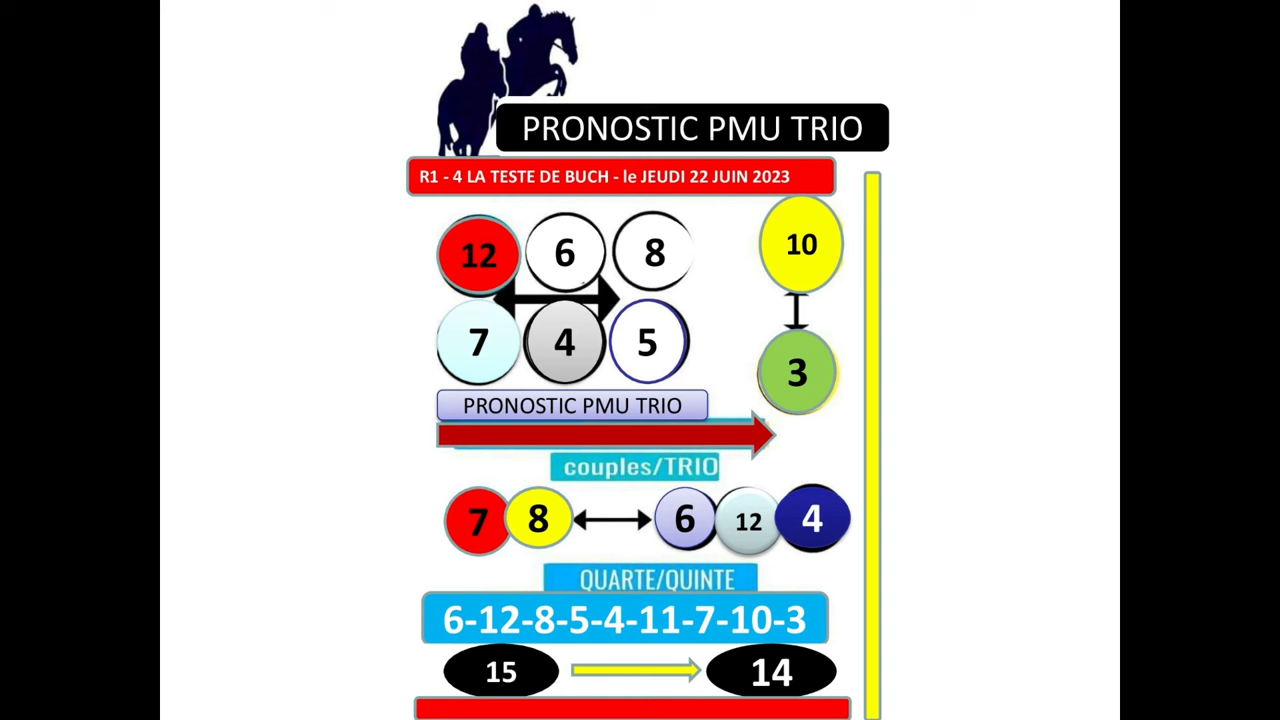 PRONOSTIC PMU TRIO
R1 - 4 LA TESTE DE BUCH - le JEUDI 22 JUIN 2023
12 6 8 10
7 4 5 3
PRONOSTIC PMU TRIO
couples/TRIO
7 8 6 12 4
QUARTE/QUINTE
6-12-8-5-4-11-7-10-3
15 14